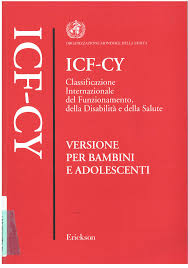 ICF-CY
ORGANIZZAZIONE MONDIALE DELLA SANITÀ
ICF-CY
Classificazione
Internazionale
del Funzionamento,
della Disabilità e della Salute
VERSIONE
PER BAMBINI
E ADOLESCENTI
Erickson